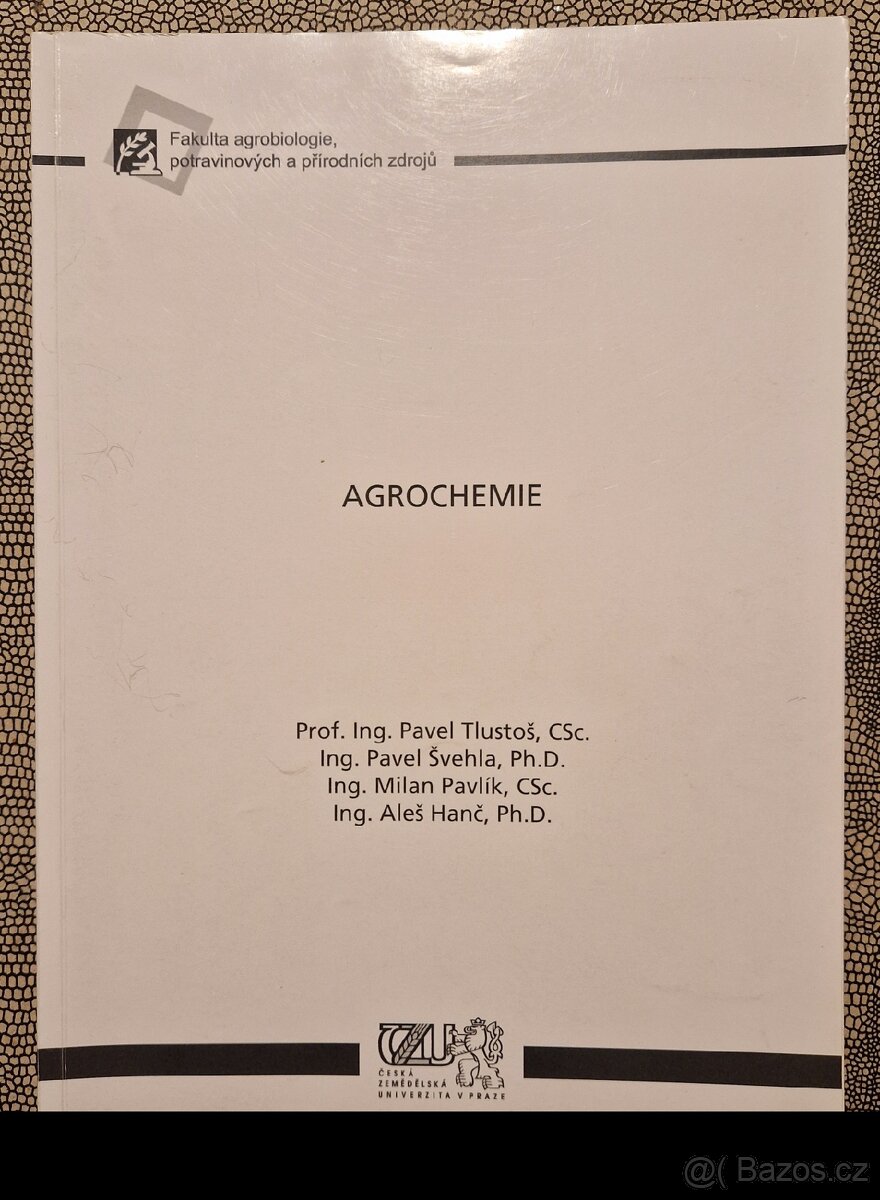 Fakulta agrobiologie,
potravinových a přírodních zdrojů
AGROCHEMIE
Prof. Ing. Pavel Tlustoš, CSc.
Ing. Pavel Švehla, Ph.D.
Ing. Milan Pavlík, CSc.
Ing. Aleš Hanč, Ph.D.
ČZU
ČESKÁ
ZEMĚDĚLSKÁ
UNIVERZITA V PRAZE
@( Bazos.cz